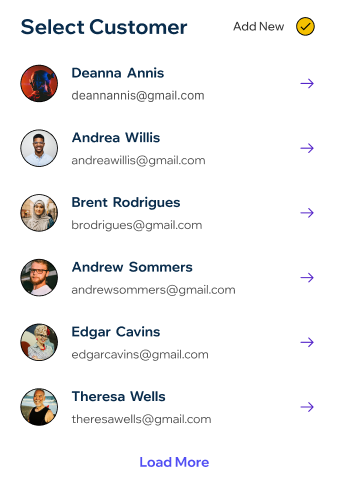 Select Customer
Add New
Deanna Annis
deannannis@gmail.com
Andrea Willis
andreawillis@gmail.com
Brent Rodrigues
brodrigues@gmail.com
Andrew Sommers
andrewsommers@gmail.com
Edgar Cavins
edgarcavins@gmail.com
Theresa Wells
theresawells@gmail.com
Load More